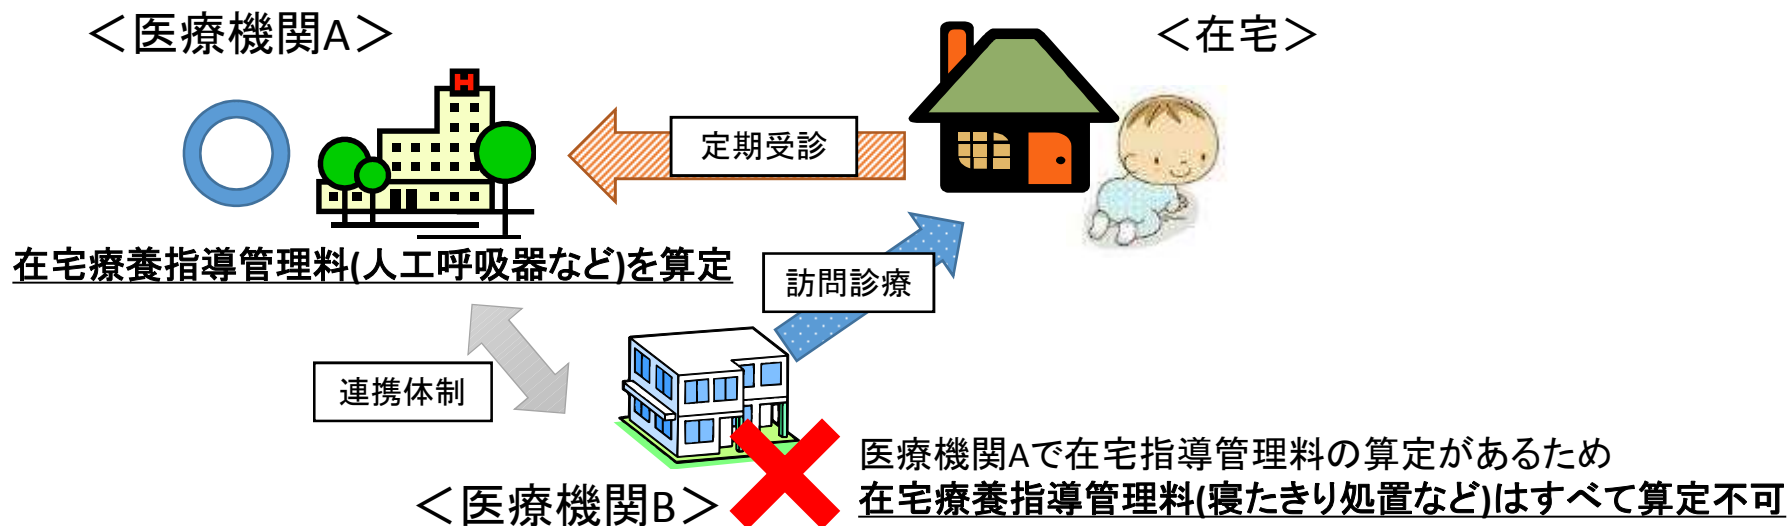 ＜医療機関A＞
＜在宅＞
H
定期受診
在宅療養指導管理料(人工呼吸器など)を算定
訪問診療
連携体制
医療機関Aで在宅指導管理料の算定があるため
在宅療養指導管理料(寝たきり処置など)はすべて算定不可
＜医療機関B＞